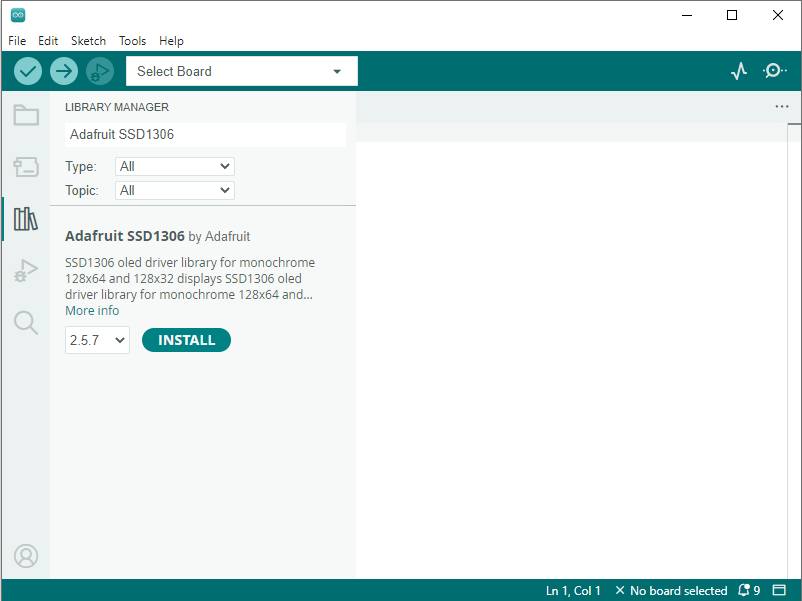 File Edit Sketch Tools Help
Select Board
LIBRARY MANAGER
Adafruit SSD1306
Type: All
Topic: All
Adafruit SSD1306 by Adafruit
SSD1306 oled driver library for monochrome
128x64 and 128x32 displays SSD1306 oled
driver library for monochrome 128x64 and...
More info
2.5.7 INSTALL
Ln 1, Col 1 No board selected 9